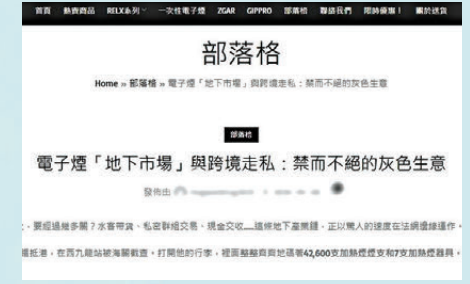 首頁 熱賣商品 RELX系列 一次性電子煙 ZGAR GIPPRO 部落格 聯絡我們 限時優惠！ 關於送貨
部落格
Home » 部落格 » 電子煙「地下市場」與跨境走私：禁而不絕的灰色生意
部落格
電子煙「地下市場」與跨境走私：禁而不絕的灰色生意
發佈由
要經過幾多關？水客帶貨、私密群組交易、現金交收……這條地下產業鏈，正以驚人的速度在法網邊緣運作。
抵港，在西九龍站被海關截查。打開他的行李，裡面整整齊齊地碼著42,600支加熱煙煙支和7支加熱煙器具。